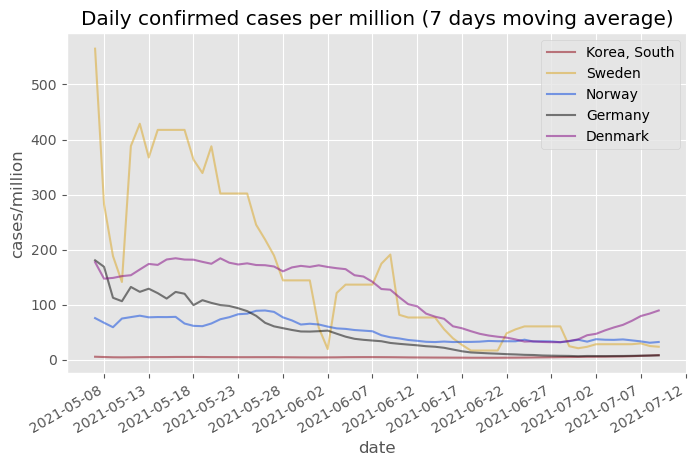 Daily confirmed cases per million (7 days moving average)
Korea, South
Sweden
Norway
Germany
Denmark
cases/million
500
400
300
200
100
0
2021-05-08
2021-05-13
2021-05-18
2021-05-23
2021-05-28
2021-06-02
2021-06-07
2021-06-12
2021-06-17
2021-06-22
2021-06-27
2021-07-02
2021-07-07
2021-07-12
date